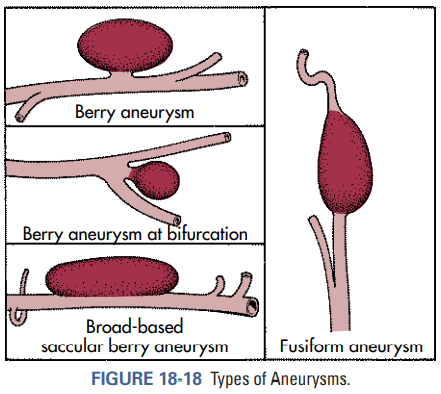 Berry aneurysm
Berry aneurysm at bifurcation
Broad-based
saccular berry aneurysm
Fusiform aneurysm
FIGURE 18-18 Types of Aneurysms.